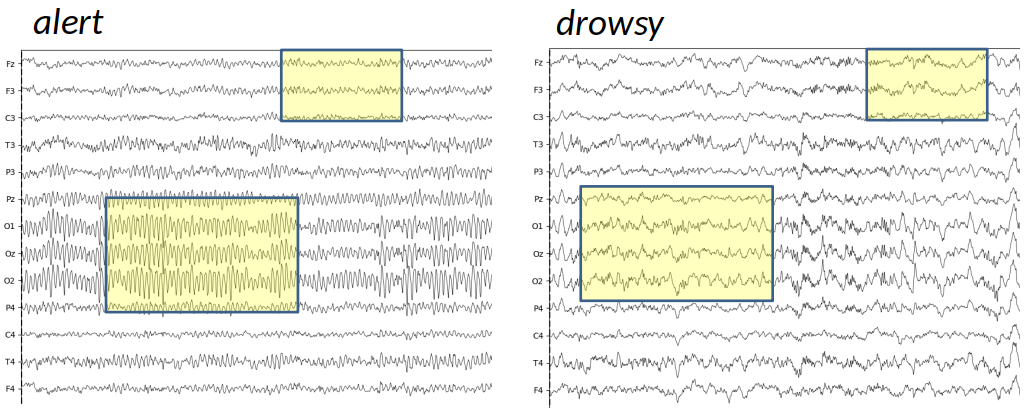 alert
Fz
F3
C3
T3
P3
Pz
O1
Oz
O2
P4
C4
T4
F4
drowsy
Fz
F3
C3
T3
P3
Pz
O1
Oz
O2
P4
C4
T4
F4